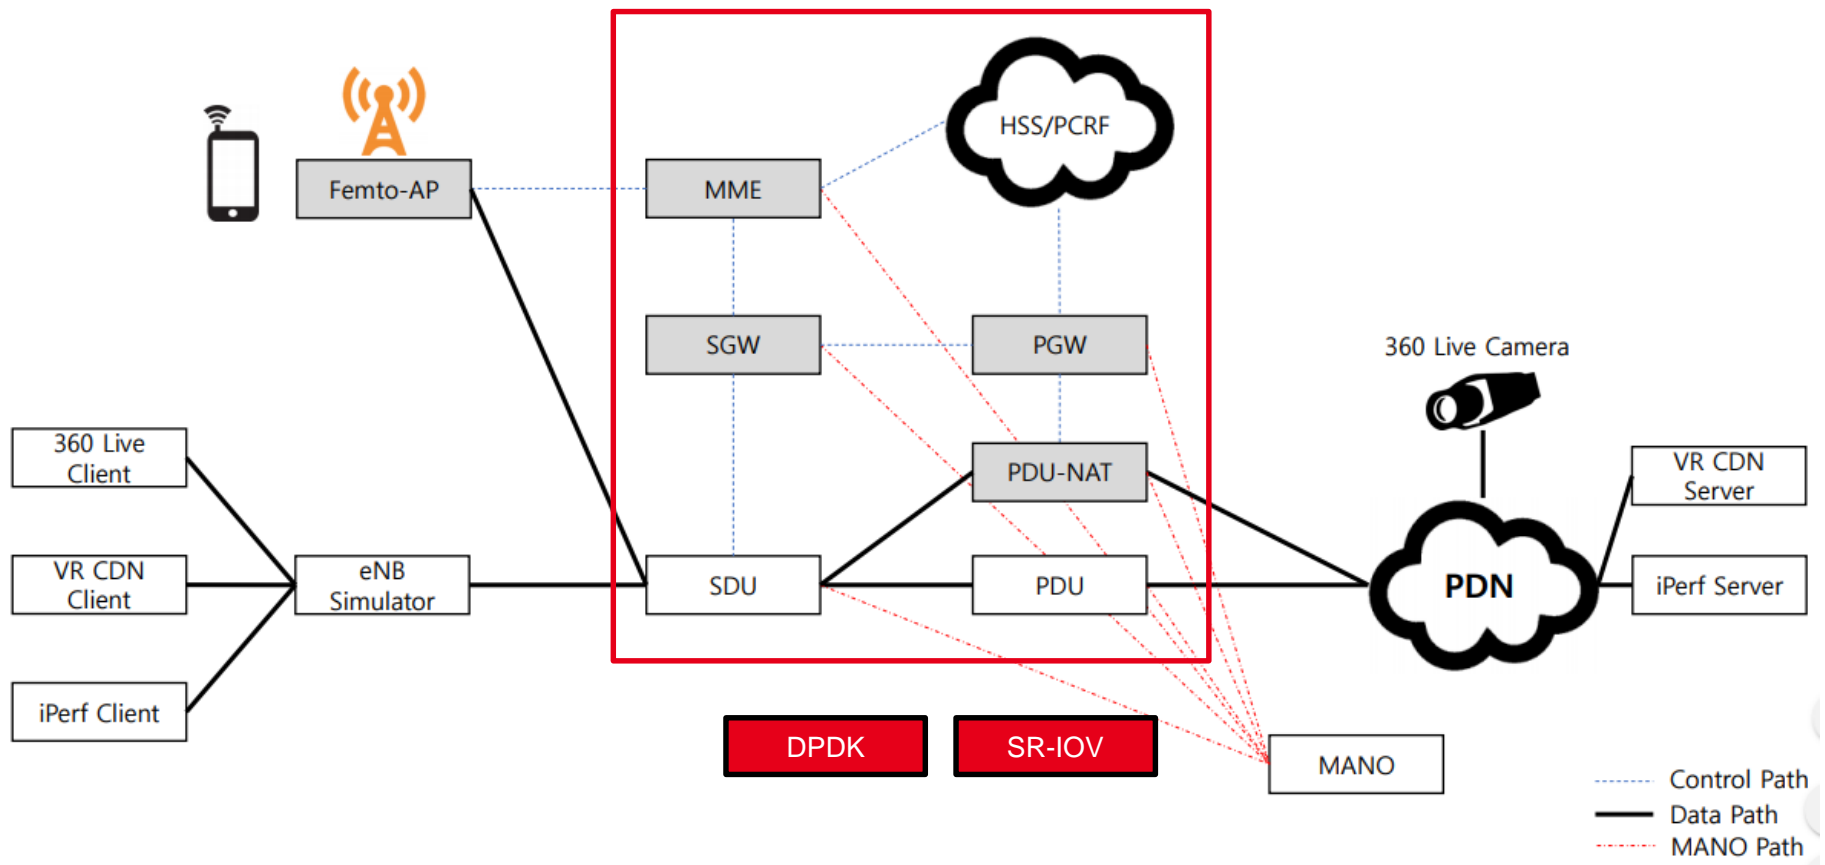 HSS/PCRF
Femto-AP
MME
SGW
PGW
360 Live Camera
360 Live
Client
PDU-NAT
VR CDN
Server
VR CDN
Client
eNB
Simulator
SDU
PDU
PDN
iPerf Server
iPerf Client
DPDK
SR-IOV
MANO
Control Path
Data Path
MANO Path